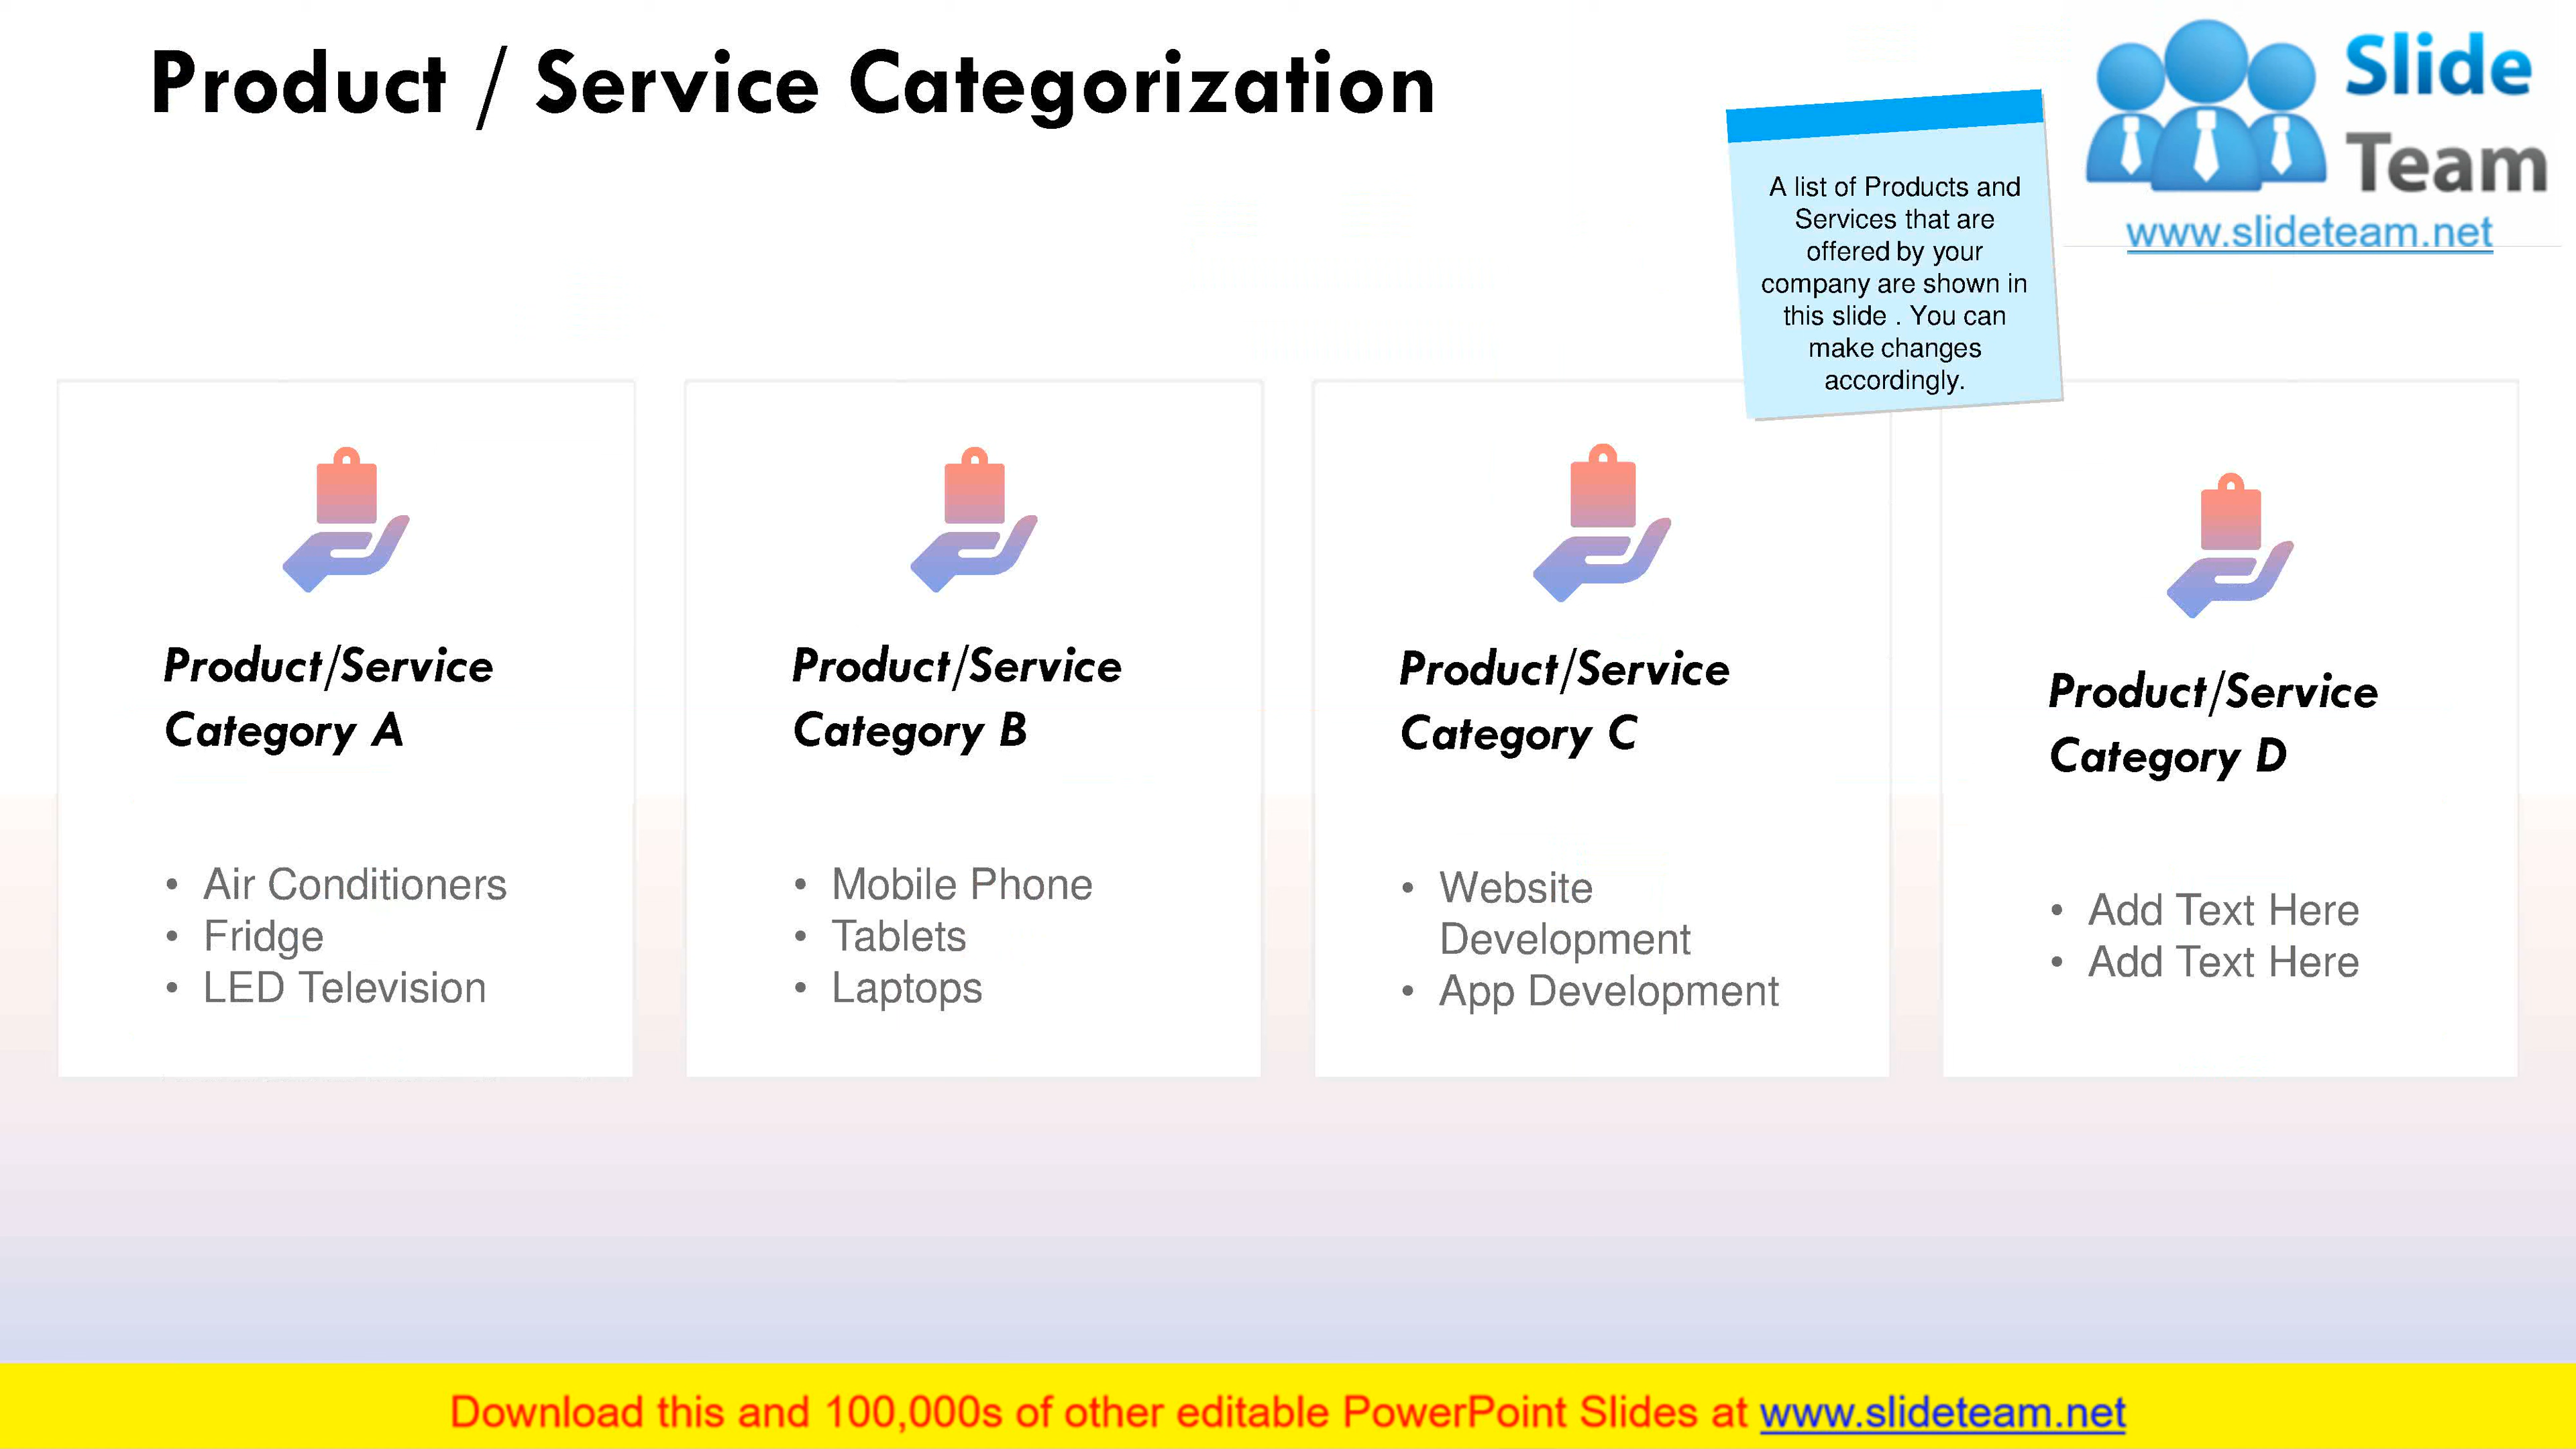 Product / Service Categorization
Slide
Team
www.slideteam.net
A list of Products and
Services that are
offered by your
company are shown in
this slide . You can
make changes
accordingly.
Product/Service
Category A
• Air Conditioners
• Fridge
• LED Television
Product/Service
Category B
• Mobile Phone
• Tablets
• Laptops
Product/Service
Category C
• Website
Development
• App Development
Product/Service
Category D
• Add Text Here
• Add Text Here
Download this and 100,000s of other editable PowerPoint Slides at www.slideteam.net